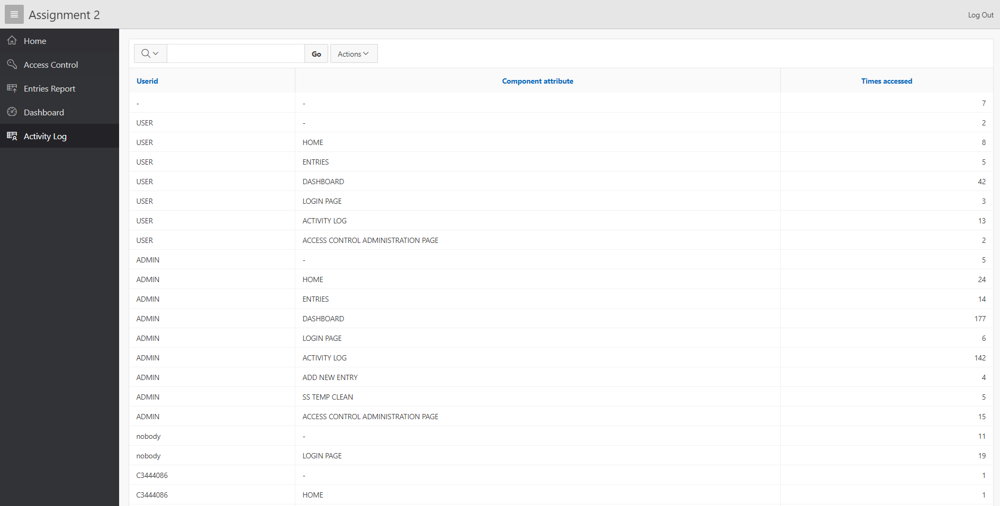 Assignment 2
Log Out
Home
Access Control
Entries Report
Dashboard
Activity Log
Go
Actions
Userid Component attribute Times accessed
- - 7
USER - 2
USER HOME 8
USER ENTRIES 5
USER DASHBOARD 42
USER LOGIN PAGE 3
USER ACTIVITY LOG 13
USER ACCESS CONTROL ADMINISTRATION PAGE 2
ADMIN - 5
ADMIN HOME 24
ADMIN ENTRIES 14
ADMIN DASHBOARD 177
ADMIN LOGIN PAGE 6
ADMIN ACTIVITY LOG 142
ADMIN ADD NEW ENTRY 4
ADMIN SS TEMP CLEAN 5
ADMIN ACCESS CONTROL ADMINISTRATION PAGE 15
nobody - 11
nobody LOGIN PAGE 19
C3444086 - 1
C3444086 HOME 1